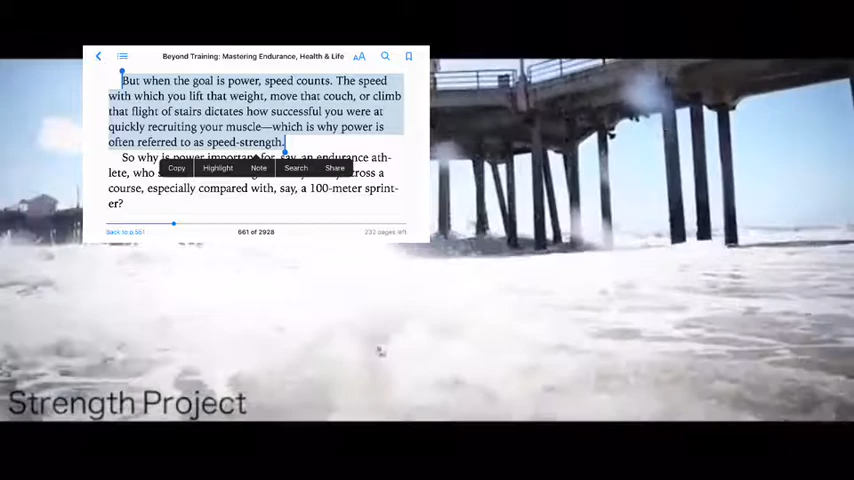 Beyond Training: Mastering Endurance, Health & Life
AA
But when the goal is power, speed counts. The speed
with which you lift that weight, move that couch, or climb
that flight of stairs dictates how successful you were at
quickly recruiting your muscle—which is why power is
often referred to as speed-strength.
So why is power important for, say, an endurance ath-
lete, who
Copy Highlight Note Search Share
cross a
course, especially compared with, say, a 100-meter sprint-
er?
Back to p.561 661 of 2928 232 pages left
Strength Project